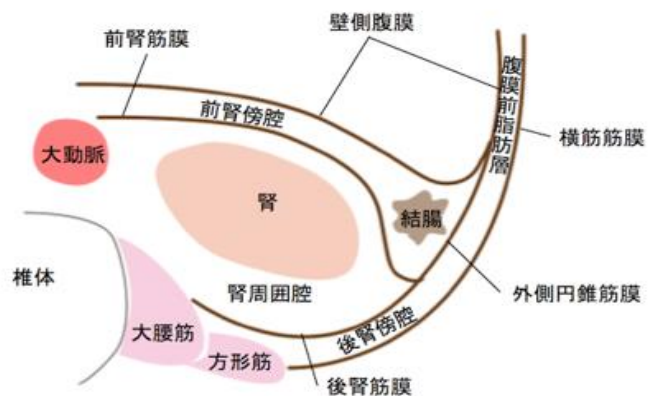 壁側腹膜
前腎筋膜
腹膜前脂肪層
前腎傍腔
横筋筋膜
大動脈
腎
結腸
椎体
腎周囲腔
外側円錐筋膜
大腰筋
後腎傍腔
方形筋
後腎筋膜